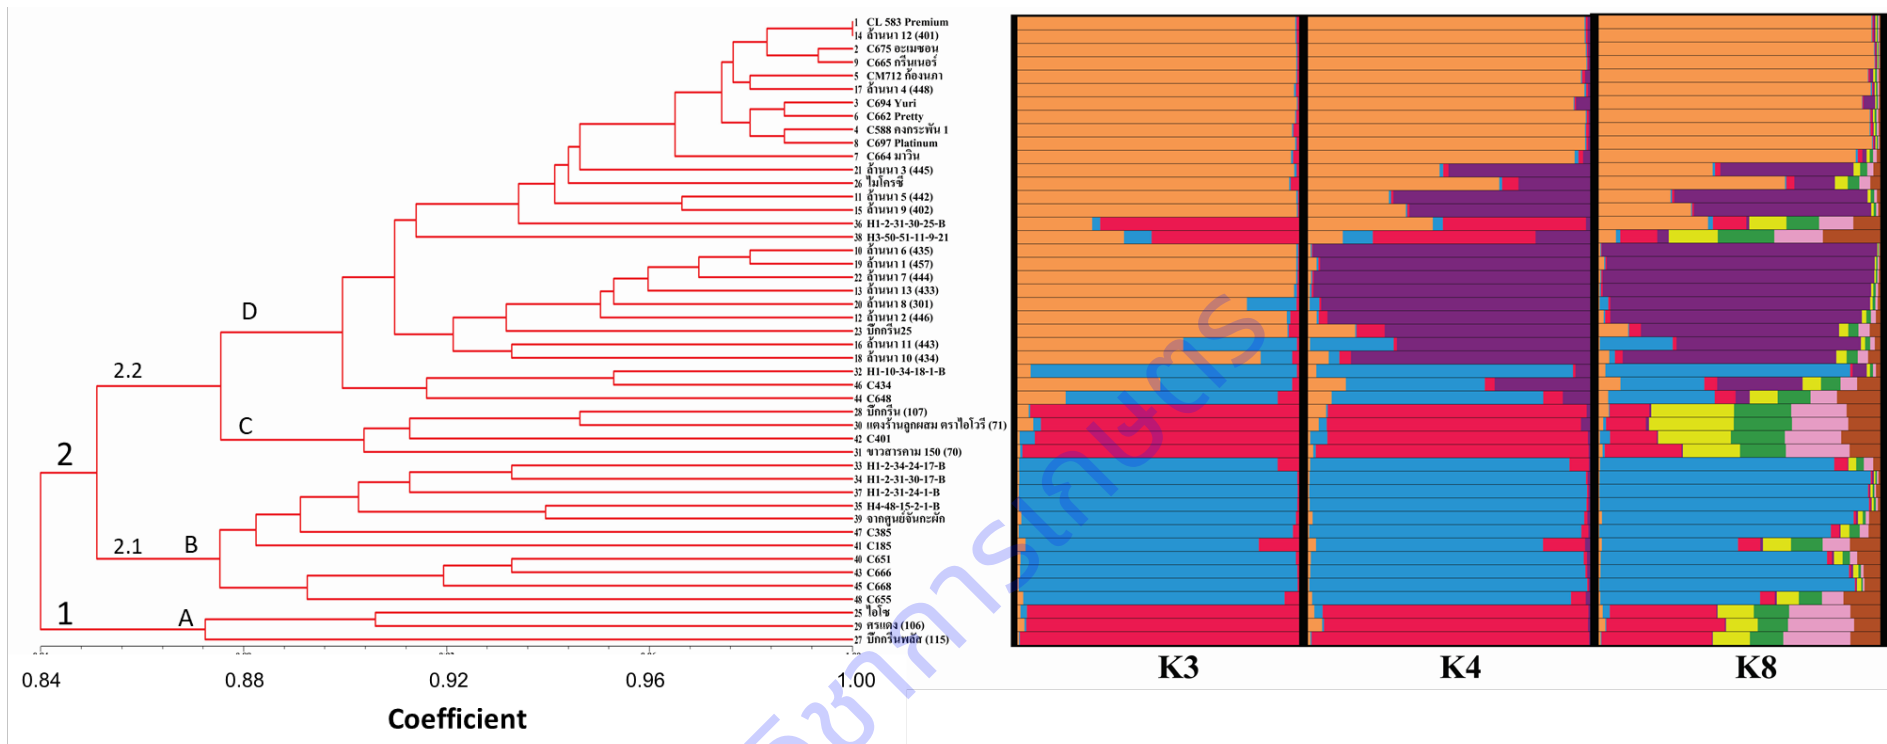 1 CL 583 Premium
14 ล้านนา 12 (401)
2 C675 อะเมซอน
9 C665 กรีนเนอร์
5 CM712 ก้องนภา
17 ล้านนา 4 (448)
3 C694 Yuri
6 C662 Pretty
4 C588 คงกระพัน 1
8 C697 Platinum
7 C664 มาวิน
21 ล้านนา 3 (445)
26 ไมโครซี
11 ล้านนา 5 (442)
15 ล้านนา 9 (402)
36 H1-2-31-30-25-B
38 H3-50-51-11-9-21
10 ล้านนา 6 (435)
19 ล้านนา 1 (457)
22 ล้านนา 7 (444)
13 ล้านนา 13 (433)
20 ล้านนา 8 (301)
12 ล้านนา 2 (446)
23 บิ๊กกรีน25
16 ล้านนา 11 (443)
18 ล้านนา 10 (434)
32 H1-10-34-18-1-B
46 C434
44 C648
28 บิ๊กกรีน (107)
30 แตงร้านลูกผสม ตราไอโวรี่ (71)
42 C401
31 ขาวสารคาม 150 (70)
33 H1-2-34-24-17-B
34 H1-2-31-30-17-B
37 H1-2-31-24-1-B
35 H4-48-15-2-1-B
39 จากศูนย์จันกะผัก
47 C385
41 C185
40 C651
43 C666
45 C668
48 C655
25 ไอโซ
29 ศรแดง (106)
27 บิ๊กกรีนพลัส (115)
D
2.2
C
2
2.1 B
1
A
0.84 0.88 0.92 0.96 1.00
Coefficient
K3 K4 K8
วิชาการเกษตร